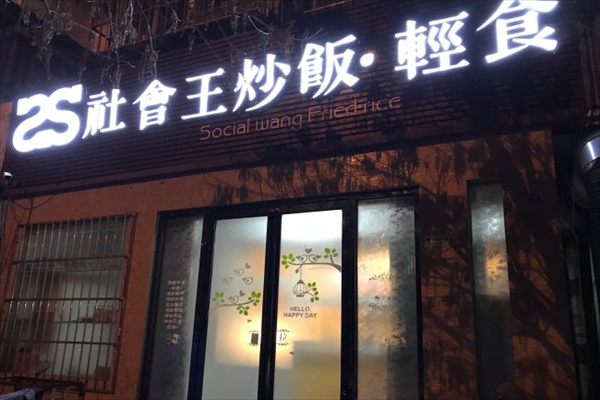 2S社會王炒飯·輕食
Social wang Friedrice
HELLO,
HAPPY DAY